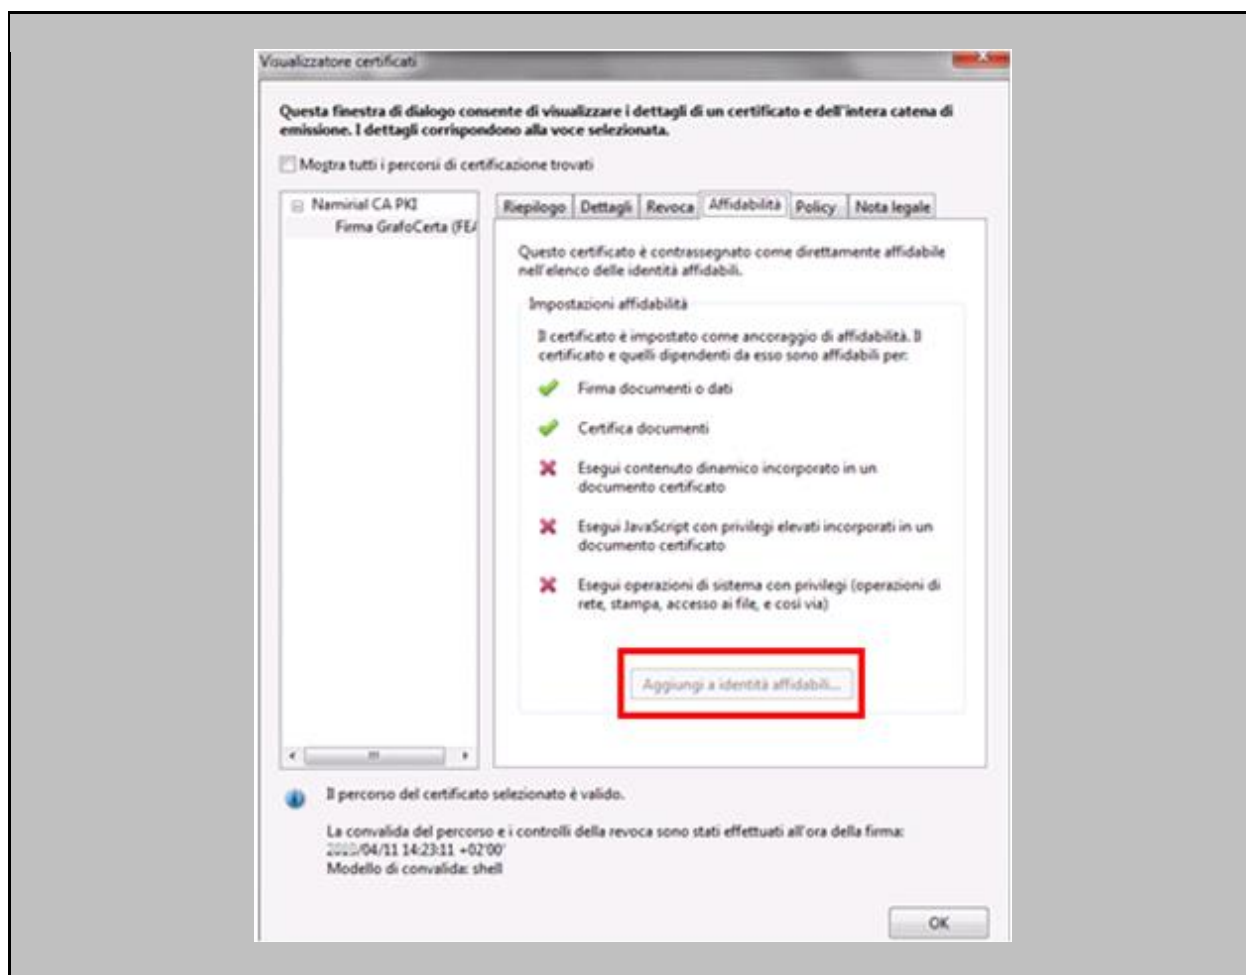 Visualizzatore certificati
Questa finestra di dialogo consente di visualizzare i dettagli di un certificato e dell'intera catena di
emissione. I dettagli corrispondono alla voce selezionata.
Mostra tutti i percorsi di certificazione trovati
Namirial CA PKI
Firma GrafoCerta (FEA
Riepilogo Dettagli Revoca Affidabilità Policy Nota legale
Questo certificato è contrassegnato come direttamente affidabile
nell'elenco delle identità affidabili.
Impostazioni affidabilità
Il certificato è impostato come ancoraggio di affidabilità. Il
certificato e quelli dipendenti da esso sono affidabili per:
Firma documenti o dati
Certifica documenti
Esegui contenuto dinamico incorporato in un
documento certificato
Esegui JavaScript con privilegi elevati incorporati in un
documento certificato
Esegui operazioni di sistema con privilegi (operazioni di
rete, stampa, accesso ai file, e così via)
Aggiungi a identità affidabili...
Il percorso del certificato selezionato è valido.
La convalida del percorso e i controlli della revoca sono stati effettuati all'ora della firma:
/04/11 14:23:11 +02'00'
Modello di convalida: shell
OK